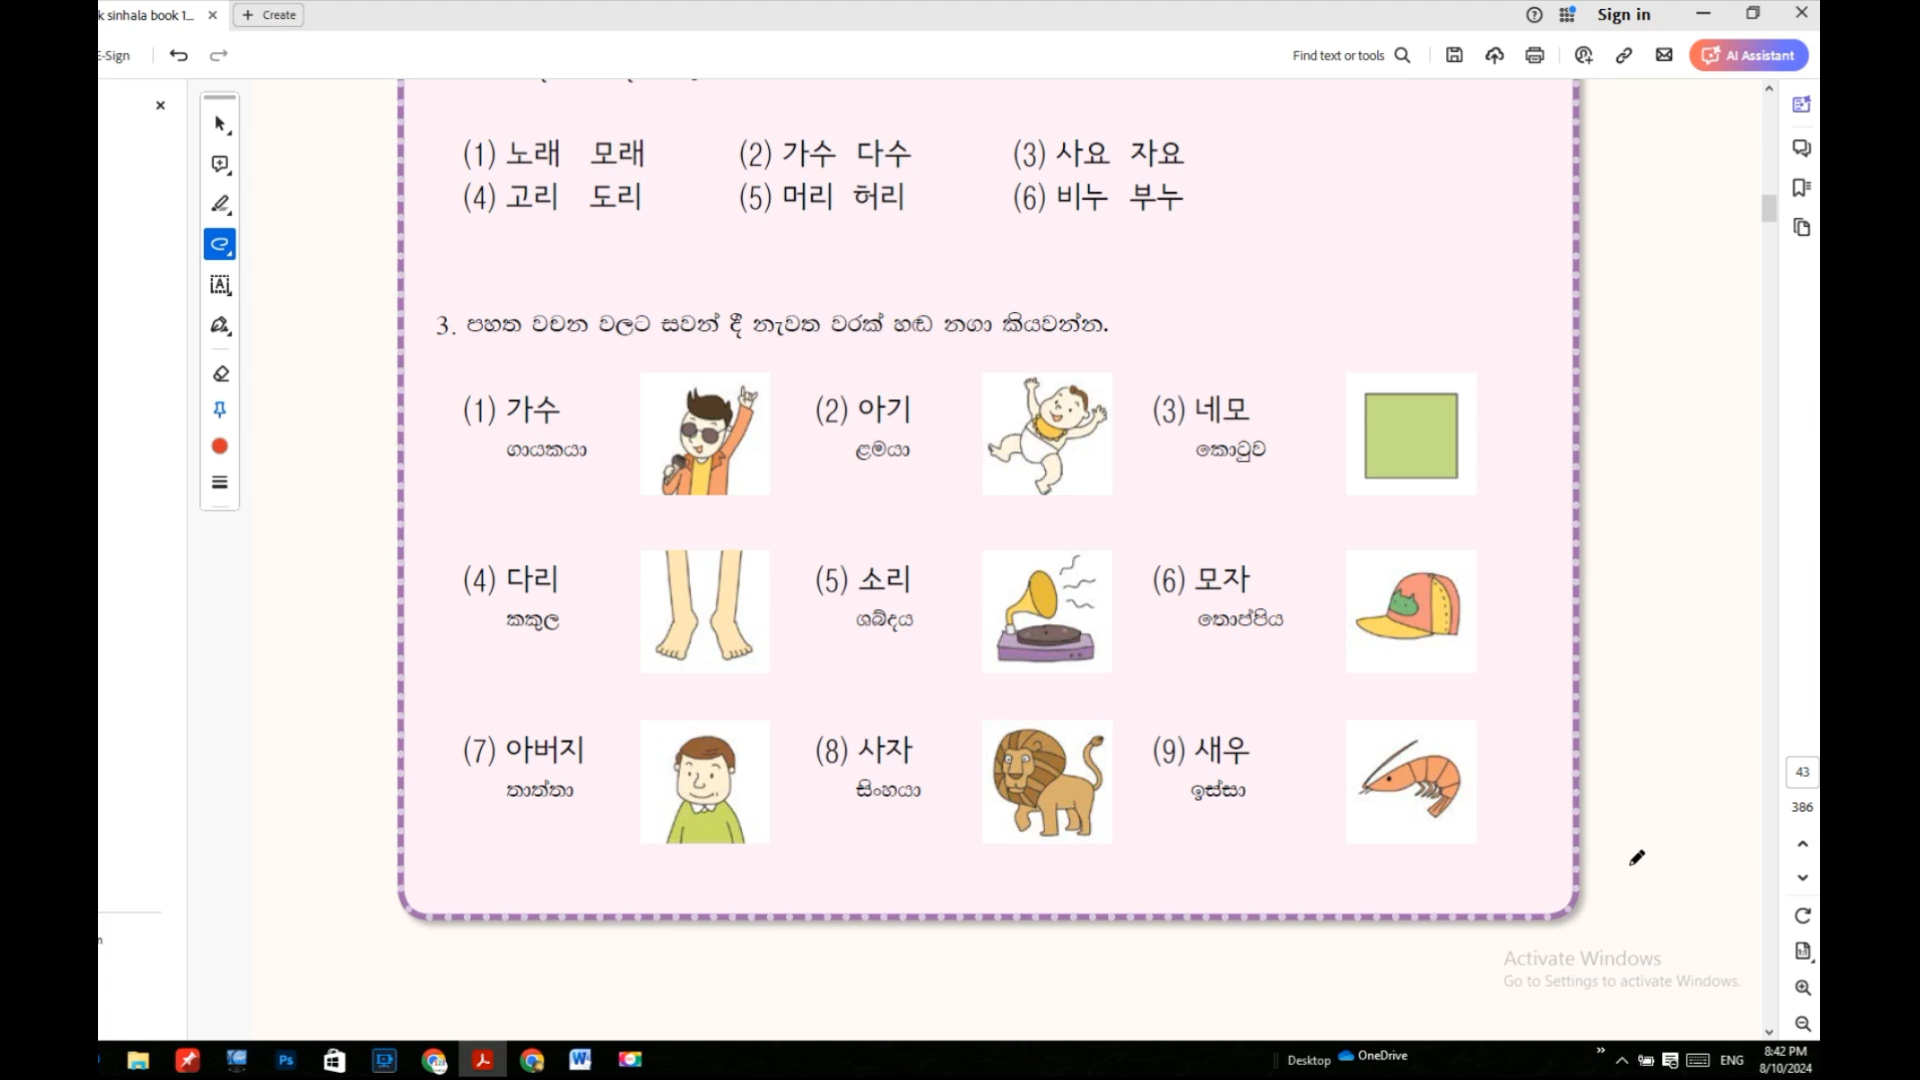 k sinhala book 1...
Create
Sign in
E-Sign
Find text or tools
AI Assistant
(1) 노래 모래 (2) 가수 다수 (3) 사요 자요
(4) 고리 도리 (5) 머리 허리 (6) 비누 부누
3. පහත වචන වලට සවන් දී නැවත වරක් හඬ නගා කියවන්න.
(1) 가수 (2) 아기 (3) 네모
ගායකයා ළමයා කොටුව
(4) 다리 (5) 소리 (6) 모자
කකුල ශබ්දය තොප්පිය
(7) 아버지 (8) 사자 (9) 새우
තාත්තා සිංහයා ඉස්සා
43
386
Activate Windows
Go to Settings to activate Windows.
Ps
W
Desktop
OneDrive
ENG
8:42 PM
8/10/2024